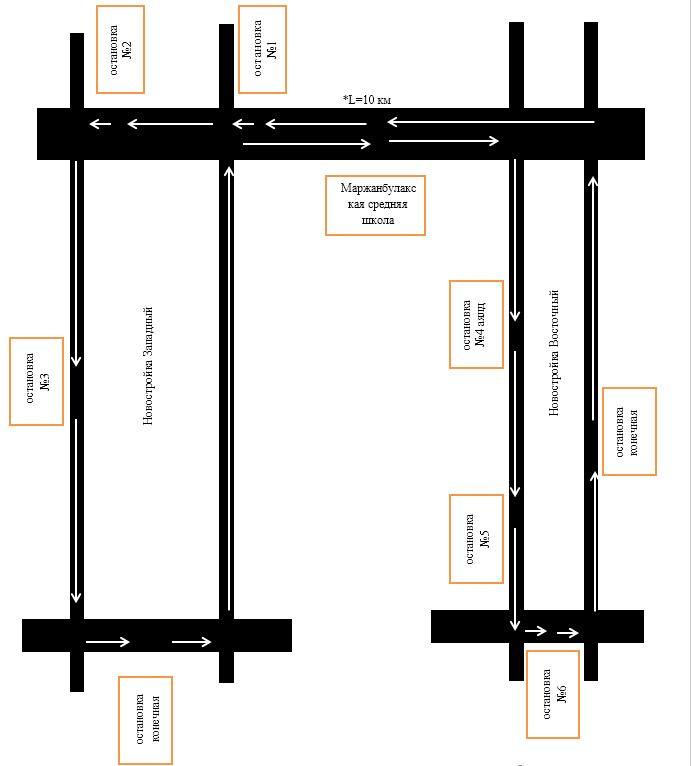 остановка
№2
остановка
№1
*L=10 км
Маржанбулакс
кая средняя
школа
остановка
№3
Новостройка Западный
остановка
№4 аялд
Новостройка Восточный
остановка
конечная
остановка
№5
остановка
конечная
остановка
№6